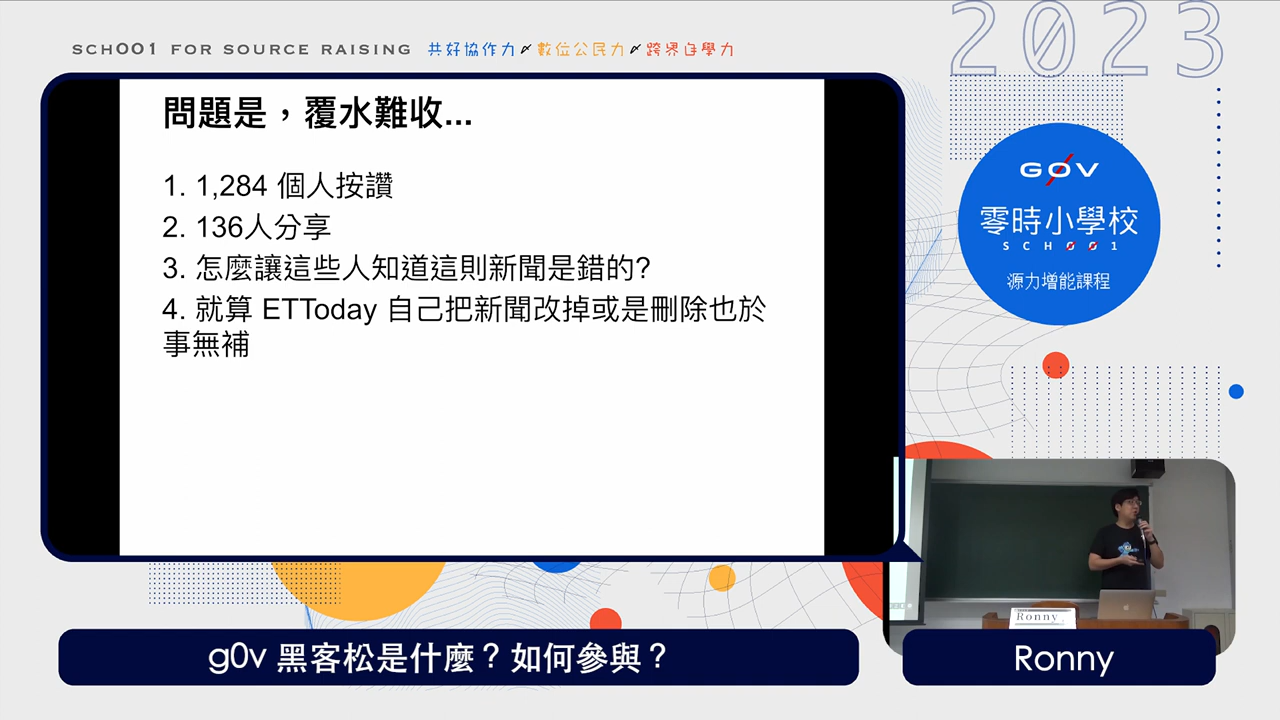 SCHOO1 FOR SOURCE RAISING 共好協作力 數位公民力 跨界自學力
2023
問題是，覆水難收...
1. 1,284 個人按讚
2. 136人分享
3. 怎麼讓這些人知道這則新聞是錯的?
4. 就算 ETToday 自己把新聞改掉或是刪除也於
事無補
G0V
零時小學校
SCH001
源力增能課程
Ronny
g0v 黑客松是什麼？如何參與？
Ronny